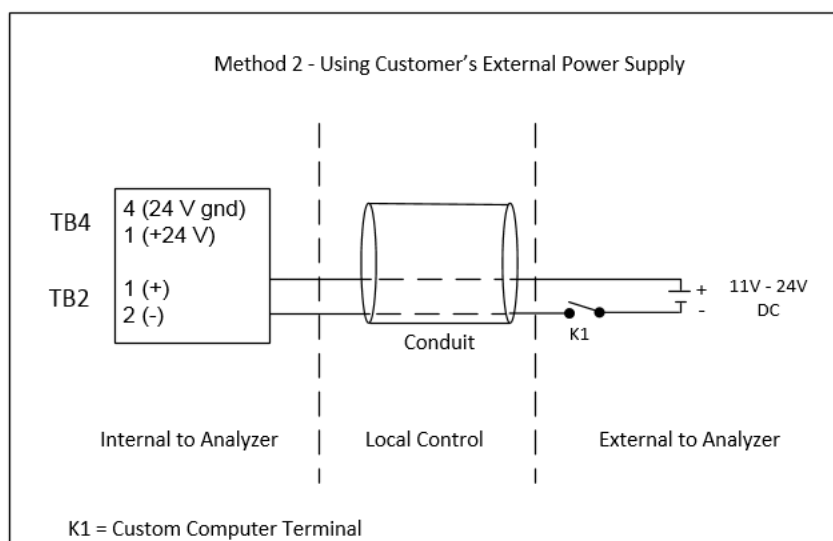 Method 2 - Using Customer's External Power Supply
TB4
4 (24 V gnd)
1 (+24 V)
TB2
1 (+)
2 (-)
Conduit
K1
+
-
11V - 24V
DC
Internal to Analyzer
Local Control
External to Analyzer
K1 = Custom Computer Terminal